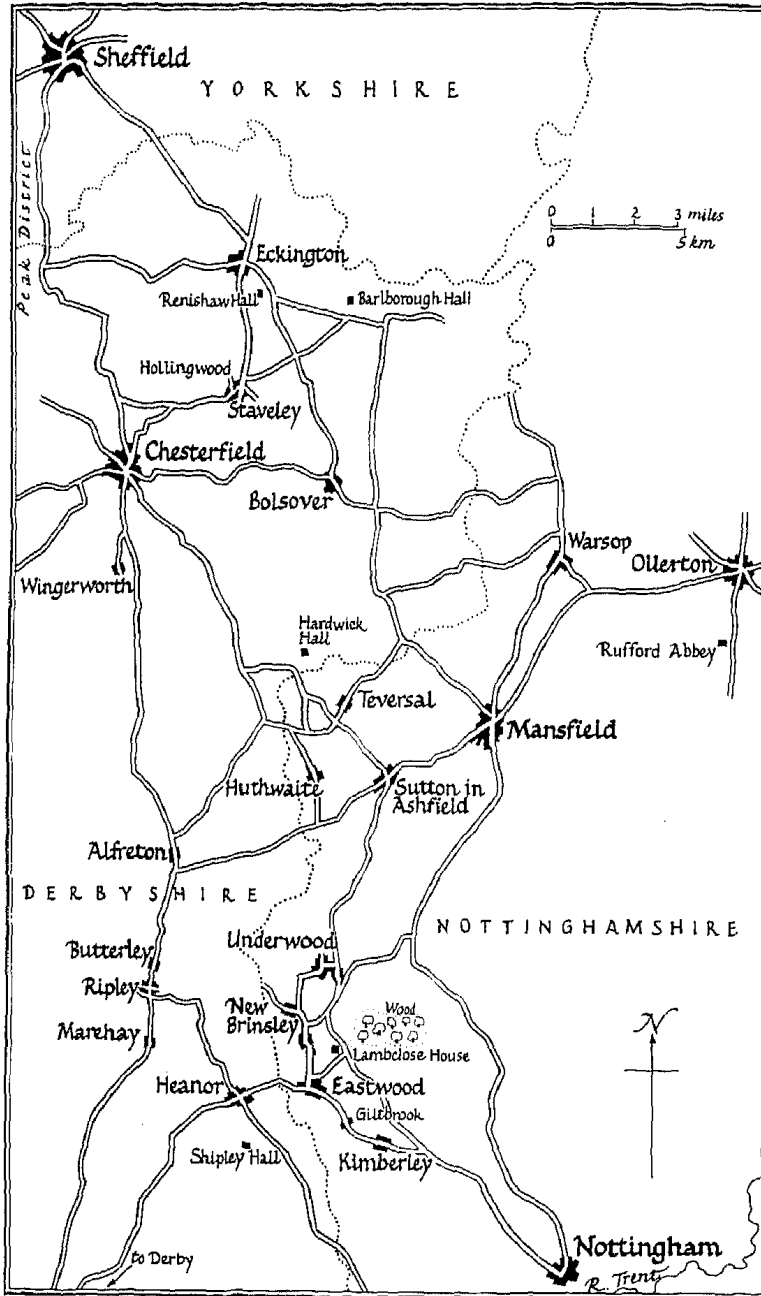 Sheffield
YORKSHIRE
Peak District
0 1 2 3 miles
0 5 km
Eckington
Renishaw Hall
Barlborough Hall
Hollingwood
Staveley
Chesterfield
Bolsover
Warsop
Ollerton
Wingerworth
Hardwick
Hall
Rufford Abbey
Teversal
Mansfield
Huthwaite
Sutton in
Ashfield
Alfreton
DERBYSHIRE
NOTTINGHAMSHIRE
Underwood
Butterley
Ripley
New
Brinsley
Wood
N
Marehay
Lambclose House
Heanor
Eastwood
Giltbrook
Shipley Hall
Kimberley
to Derby
Nottingham
R. Trent